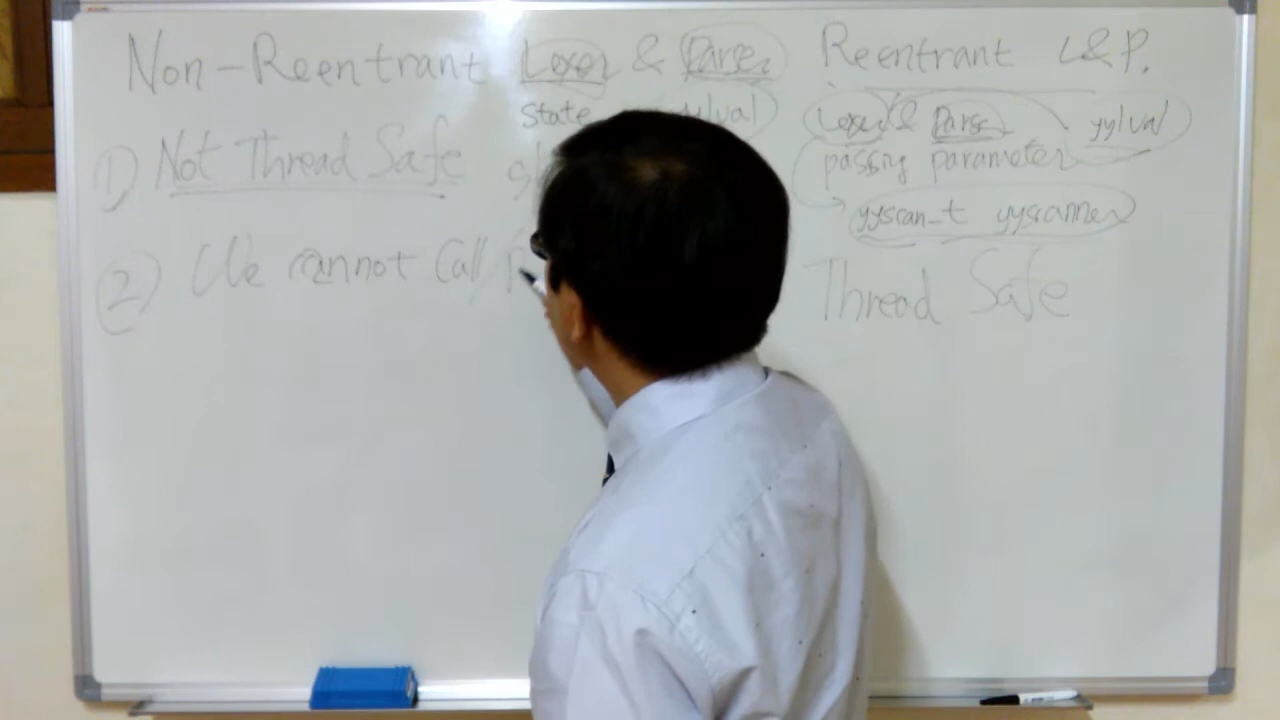 Non-Reentrant Lexer & Parser
state yylval
1) Not Thread Safe
2) We cannot Call
Reentrant L&P.
Lexer & Parser yylval
passing parameter
yyscan_t yyscanner
Thread Safe